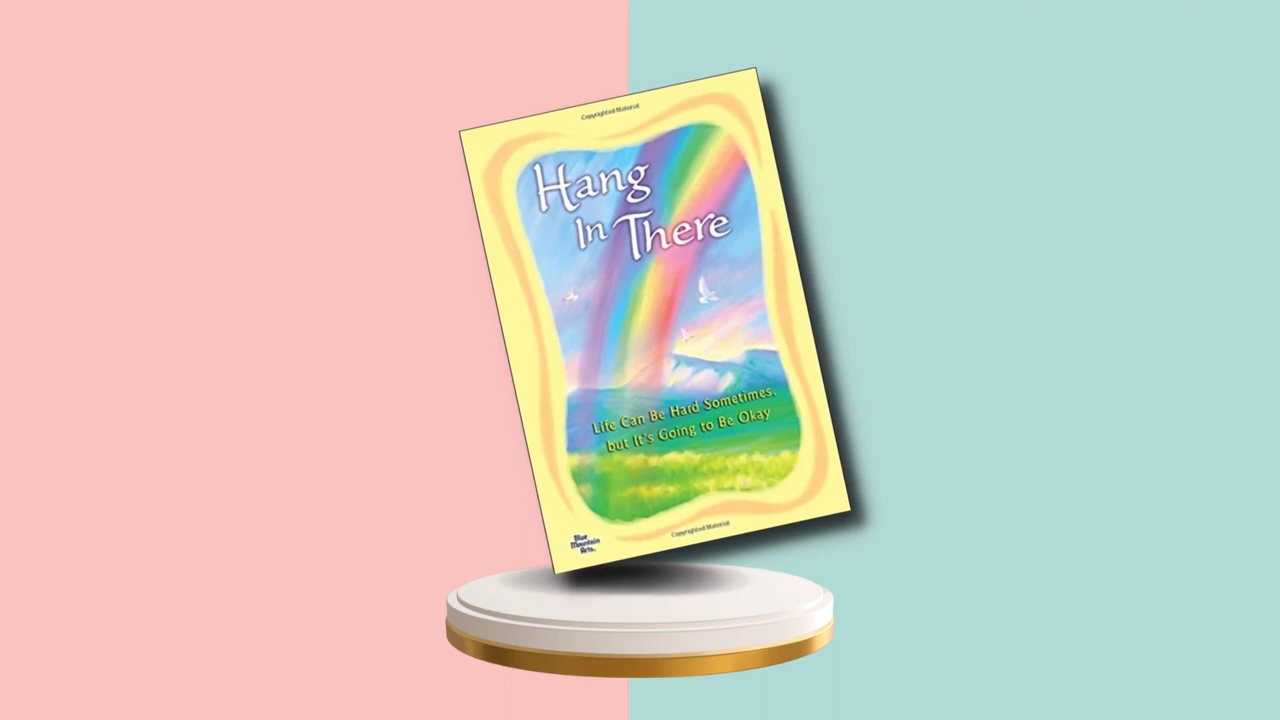 Copyrighted Material
Hang
In There
Life Can Be Hard Sometimes,
but It's Going to Be Okay
Blue
Mountain
Arts.
Copyrighted Material